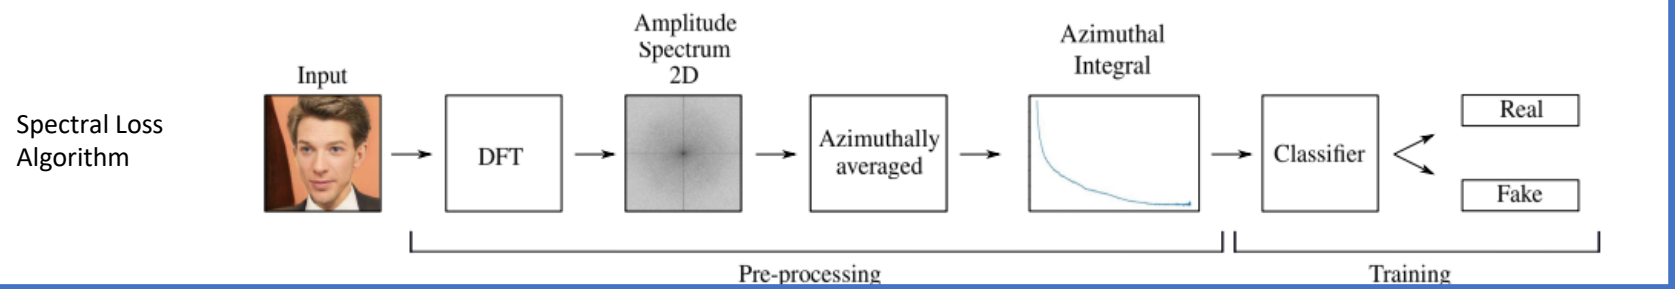 Spectral Loss
Algorithm
Input
DFT
Amplitude
Spectrum
2D
Azimuthally
averaged
Azimuthal
Integral
Classifier
Real
Fake
Pre-processing
Training